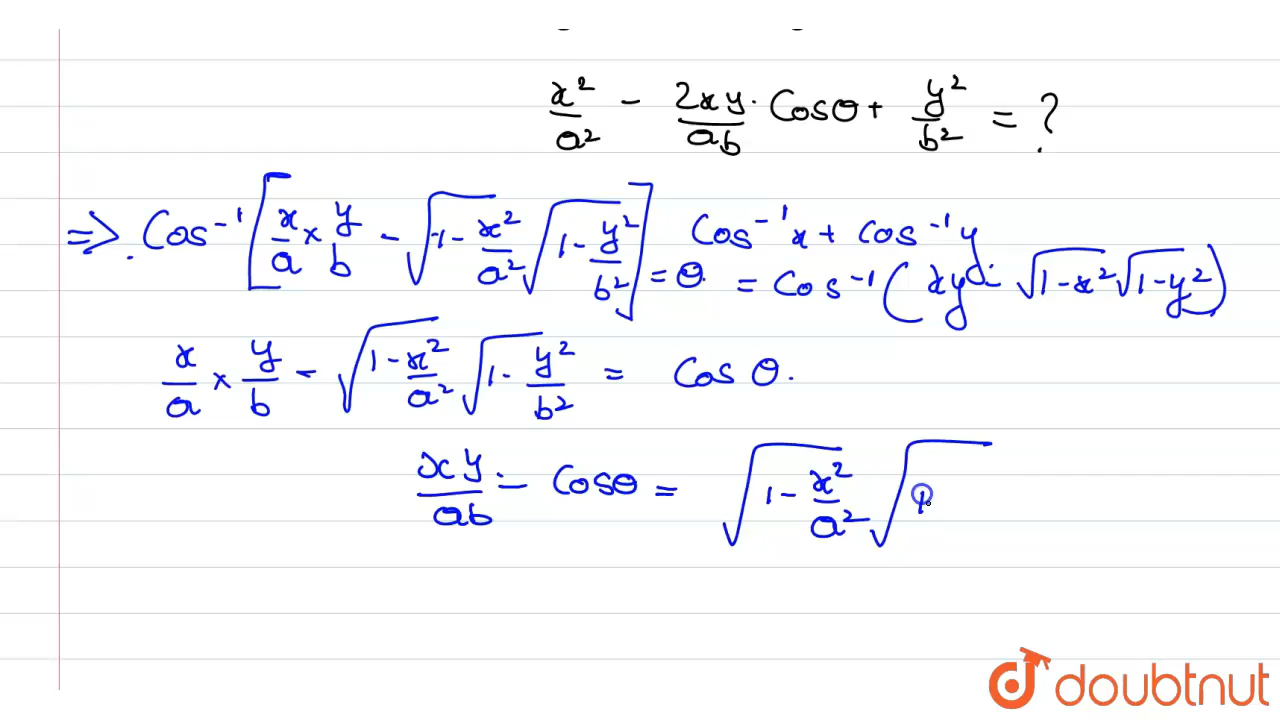 x²/a² - 2xy/ab · Cosθ + y²/b² = ?
=> Cos⁻¹[x/a × y/b - √(1-x²/a²) √(1-y²/b²)] = θ.
Cos⁻¹x + Cos⁻¹y
= Cos⁻¹(xy - √(1-x²) √(1-y²))
x/a × y/b - √(1-x²/a²) √(1-y²/b²) = Cos θ.
xy/ab - Cosθ = √(1-x²/a²) √(1
doubtnut